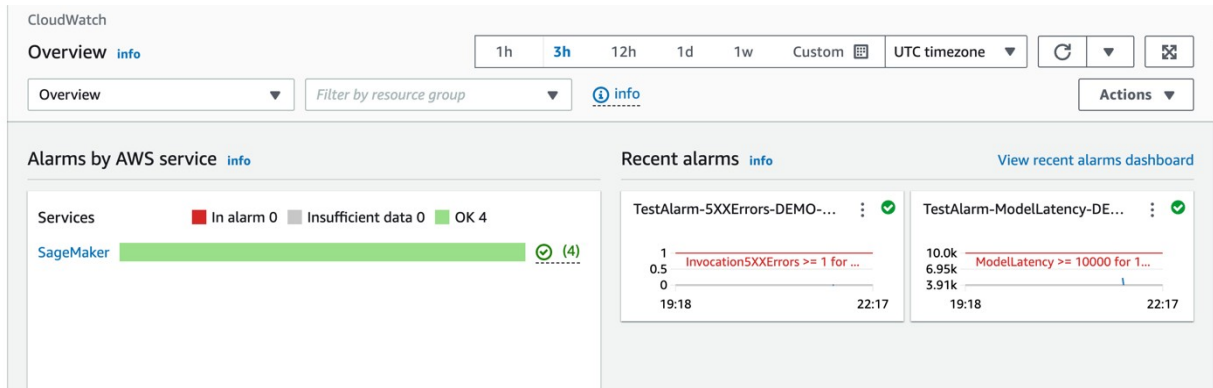 CloudWatch
Overview info
1h 3h 12h 1d 1w Custom UTC timezone
Overview Filter by resource group info
Actions
Alarms by AWS service info
Services In alarm 0 Insufficient data 0 OK 4
SageMaker (4)
Recent alarms info View recent alarms dashboard
TestAlarm-5XXErrors-DEMO-...
1
0.5
0
Invocation5XXErrors >= 1 for ...
19:18 22:17
TestAlarm-ModelLatency-DE...
10.0k
6.95k
3.91k
ModelLatency >= 10000 for 1...
19:18 22:17